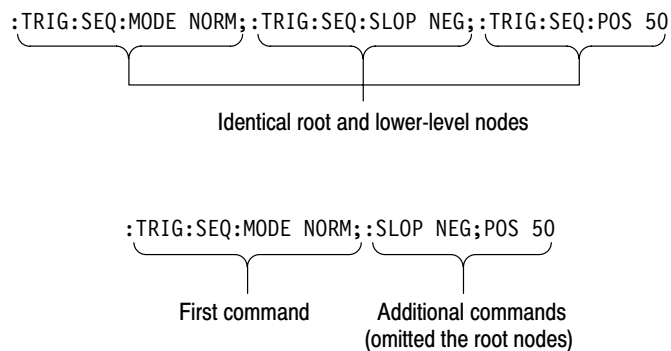 :TRIG:SEQ:MODE NORM;:TRIG:SEQ:SLOP NEG;:TRIG:SEQ:POS 50
Identical root and lower-level nodes
:TRIG:SEQ:MODE NORM;:SLOP NEG;POS 50
First command
Additional commands
(omitted the root nodes)